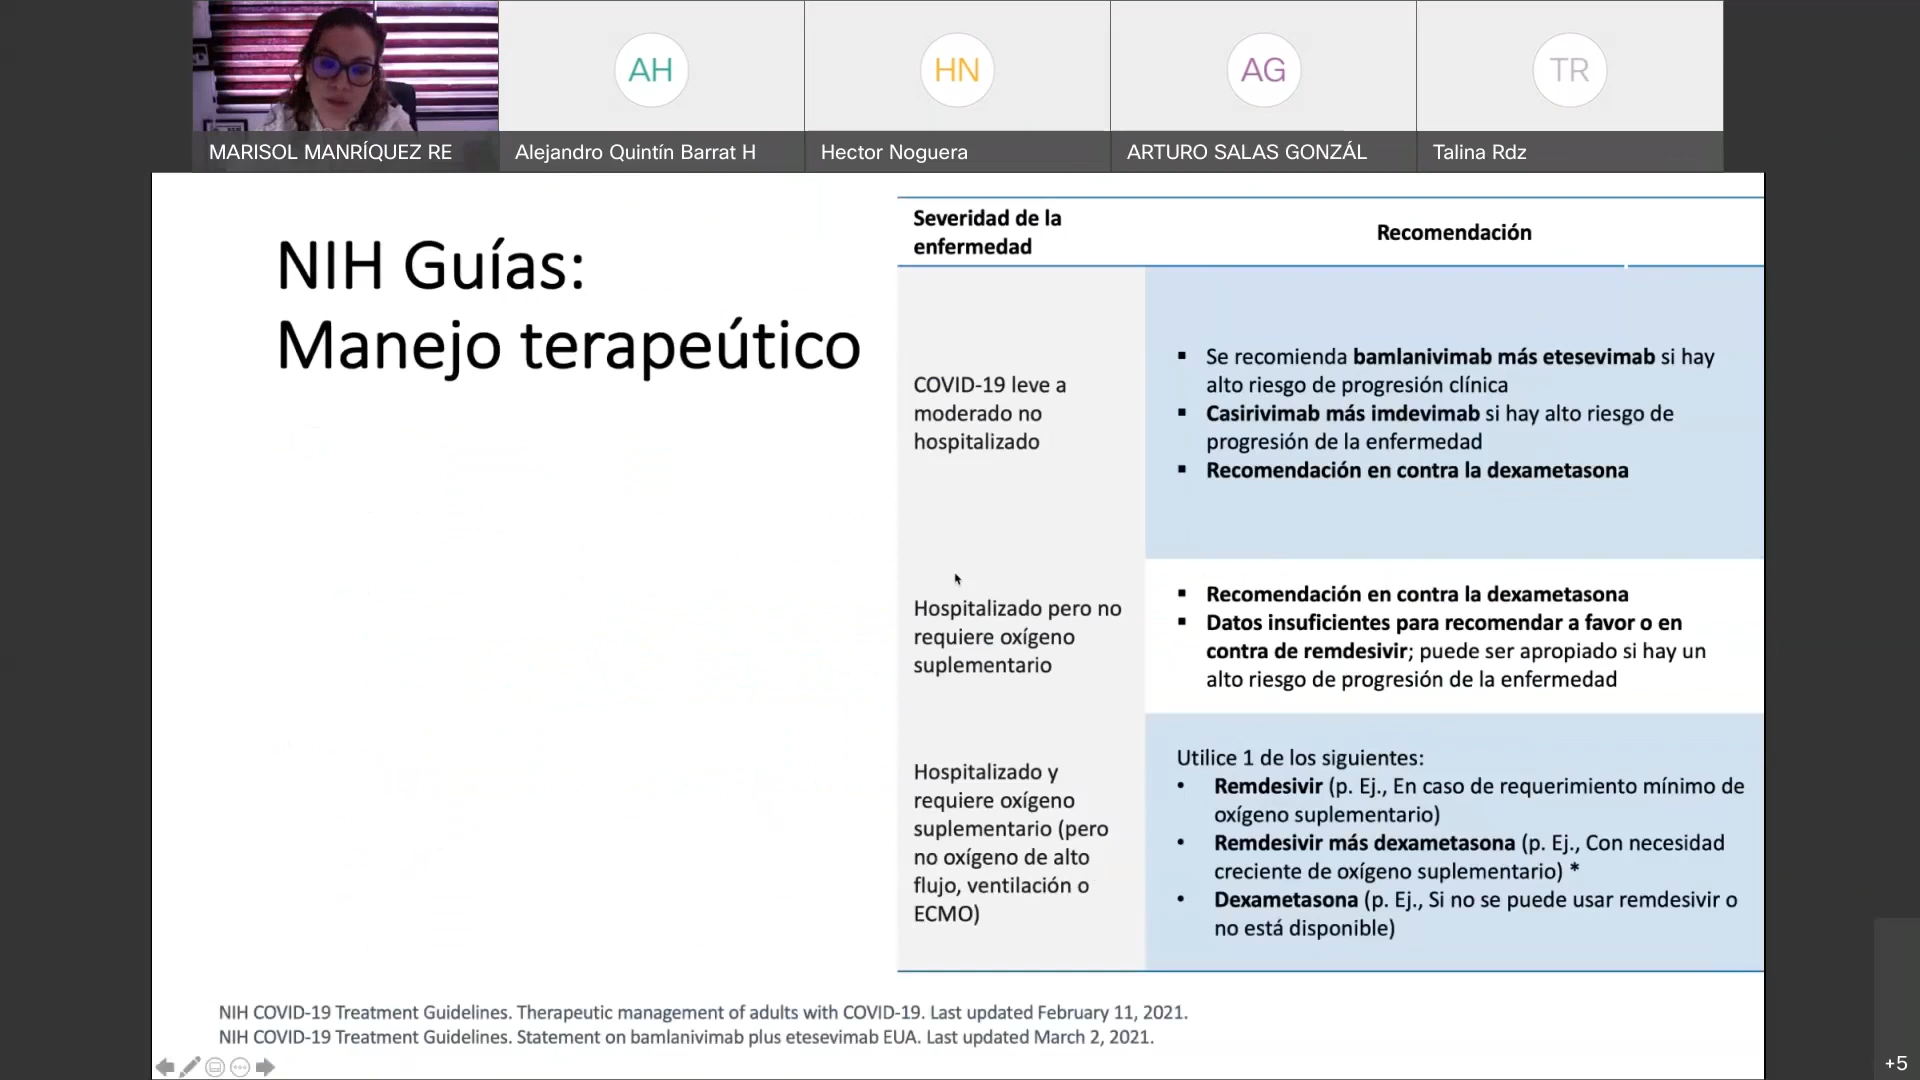 AH
HN
AG
TR
MARISOL MANRÍQUEZ RE
Alejandro Quintín Barrat H
Hector Noguera
ARTURO SALAS GONZÁL
Talina Rdz
NIH Guías:
Manejo terapeútico
Severidad de la
enfermedad
Recomendación
COVID-19 leve a
moderado no
hospitalizado
▪ Se recomienda bamlanivimab más etesevimab si hay
alto riesgo de progresión clínica
▪ Casirivimab más imdevimab si hay alto riesgo de
progresión de la enfermedad
▪ Recomendación en contra la dexametasona
Hospitalizado pero no
requiere oxígeno
suplementario
▪ Recomendación en contra la dexametasona
▪ Datos insuficientes para recomendar a favor o en
contra de remdesivir; puede ser apropiado si hay un
alto riesgo de progresión de la enfermedad
Hospitalizado y
requiere oxígeno
suplementario (pero
no oxígeno de alto
flujo, ventilación o
ECMO)
Utilice 1 de los siguientes:
• Remdesivir (p. Ej., En caso de requerimiento mínimo de
oxígeno suplementario)
• Remdesivir más dexametasona (p. Ej., Con necesidad
creciente de oxígeno suplementario) *
• Dexametasona (p. Ej., Si no se puede usar remdesivir o
no está disponible)
NIH COVID-19 Treatment Guidelines. Therapeutic management of adults with COVID-19. Last updated February 11, 2021.
NIH COVID-19 Treatment Guidelines. Statement on bamlanivimab plus etesevimab EUA. Last updated March 2, 2021.
+5